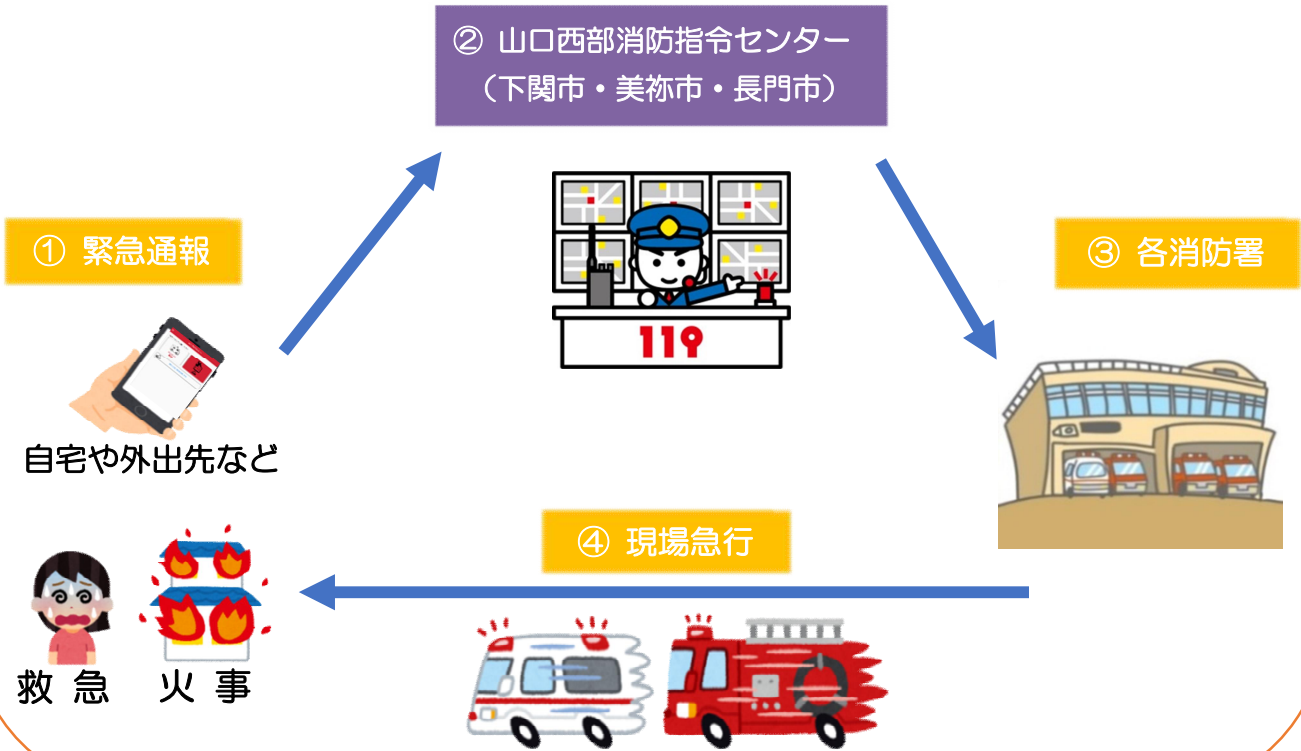 ② 山口西部消防指令センター
（下関市・美祢市・長門市）
① 緊急通報
③ 各消防署
119
自宅や外出先など
④ 現場急行
救 急
火 事